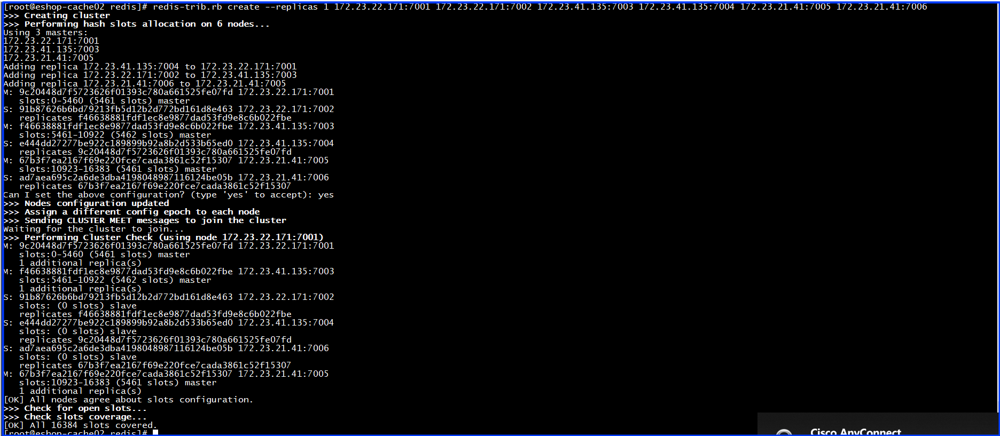 [root@eshop-cache02 redis]# redis-trib.rb create --replicas 1 172.23.22.171:7001 172.23.22.171:7002 172.23.41.135:7003 172.23.41.135:7004 172.23.21.41:7005 172.23.21.41:7006
>>> Creating cluster
>>> Performing hash slots allocation on 6 nodes...
Using 3 masters:
172.23.22.171:7001
172.23.41.135:7003
172.23.21.41:7005
Adding replica 172.23.41.135:7004 to 172.23.22.171:7001
Adding replica 172.23.22.171:7002 to 172.23.41.135:7003
Adding replica 172.23.21.41:7006 to 172.23.21.41:7005
M: 9c20448d7f5723626f01393c780a661525fe07fd 172.23.22.171:7001
   slots:0-5460 (5461 slots) master
S: 91b87626b6bd79213fb5d12b2d772bd161d8e463 172.23.22.171:7002
   replicates f46638881fdf1ec8e9877dad53fd9e8c6b022fbe
M: f46638881fdf1ec8e9877dad53fd9e8c6b022fbe 172.23.41.135:7003
   slots:5461-10922 (5462 slots) master
S: e444dd27277be922c189899b92a8b2d533b65ed0 172.23.41.135:7004
   replicates 9c20448d7f5723626f01393c780a661525fe07fd
M: 67b3f7ea2167f69e220fce7cada3861c52f15307 172.23.21.41:7005
   slots:10923-16383 (5461 slots) master
S: ad7aea695c2a6de3dba4198048987116124be05b 172.23.21.41:7006
   replicates 67b3f7ea2167f69e220fce7cada3861c52f15307
Can I set the above configuration? (type 'yes' to accept): yes
>>> Nodes configuration updated
>>> Assign a different config epoch to each node
>>> Sending CLUSTER MEET messages to join the cluster
Waiting for the cluster to join...
>>> Performing Cluster Check (using node 172.23.22.171:7001)
M: 9c20448d7f5723626f01393c780a661525fe07fd 172.23.22.171:7001
   slots:0-5460 (5461 slots) master
   1 additional replica(s)
M: f46638881fdf1ec8e9877dad53fd9e8c6b022fbe 172.23.41.135:7003
   slots:5461-10922 (5462 slots) master
   1 additional replica(s)
S: 91b87626b6bd79213fb5d12b2d772bd161d8e463 172.23.22.171:7002
   slots: (0 slots) slave
   replicates f46638881fdf1ec8e9877dad53fd9e8c6b022fbe
S: e444dd27277be922c189899b92a8b2d533b65ed0 172.23.41.135:7004
   slots: (0 slots) slave
   replicates 9c20448d7f5723626f01393c780a661525fe07fd
S: ad7aea695c2a6de3dba4198048987116124be05b 172.23.21.41:7006
   slots: (0 slots) slave
   replicates 67b3f7ea2167f69e220fce7cada3861c52f15307
M: 67b3f7ea2167f69e220fce7cada3861c52f15307 172.23.21.41:7005
   slots:10923-16383 (5461 slots) master
   1 additional replica(s)
[OK] All nodes agree about slots configuration.
>>> Check for open slots...
>>> Check slots coverage...
[OK] All 16384 slots covered.
[root@eshop-cache02 redis]#
Cisco AnyConnect